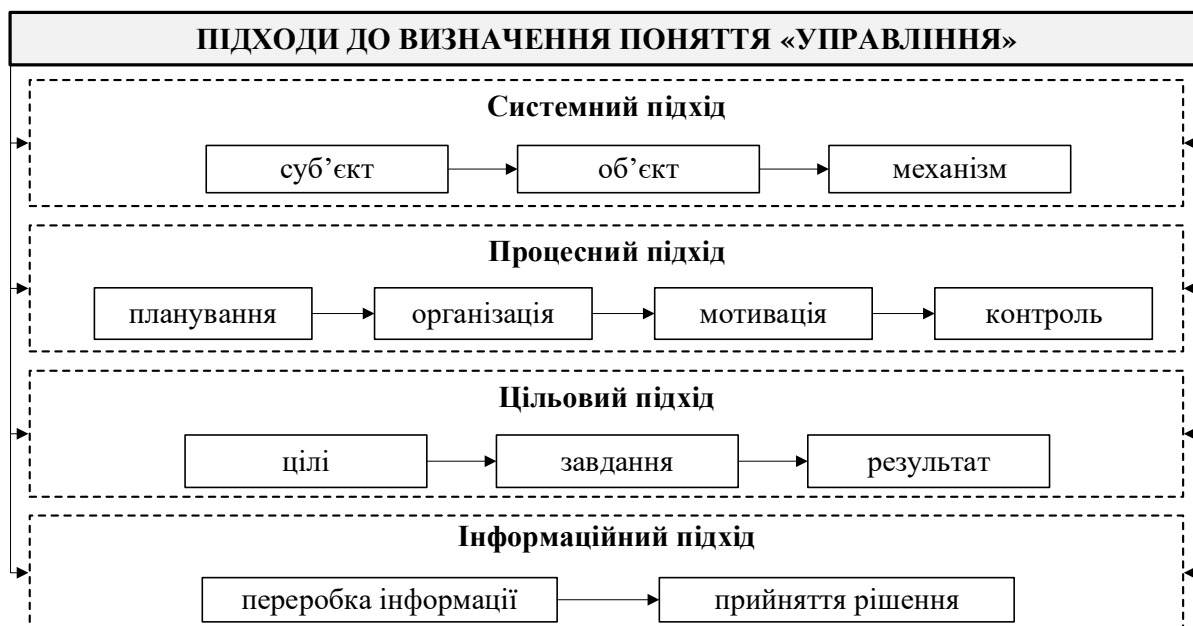 ПІДХОДИ ДО ВИЗНАЧЕННЯ ПОНЯТТЯ «УПРАВЛІННЯ»
Системний підхід
суб’єкт об’єкт механізм
Процесний підхід
планування організація мотивація контроль
Цільовий підхід
цілі завдання результат
Інформаційний підхід
переробка інформації прийняття рішення